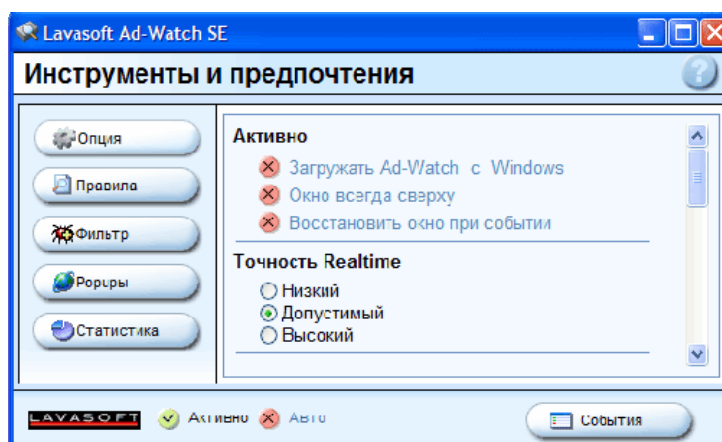 Lavasoft Ad-Watch SE
Инструменты и предпочтения
?
Опция
Правила
Фильтр
Popupы
Статистика
Активно
Загружать Ad-Watch с Windows
Окно всегда сверху
Восстановить окно при событии
Точность Realtime
Низкий
Допустимый
Высокий
LAVASOFT
Активно
Авто
События